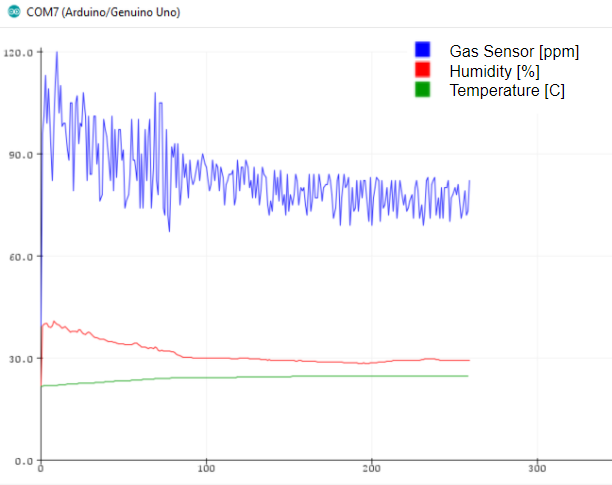 COM7 (Arduino/Genuino Uno)
Gas Sensor [ppm]
Humidity [%]
Temperature [C]
120.0
90.0
60.0
30.0
0.0
0 100 200 300